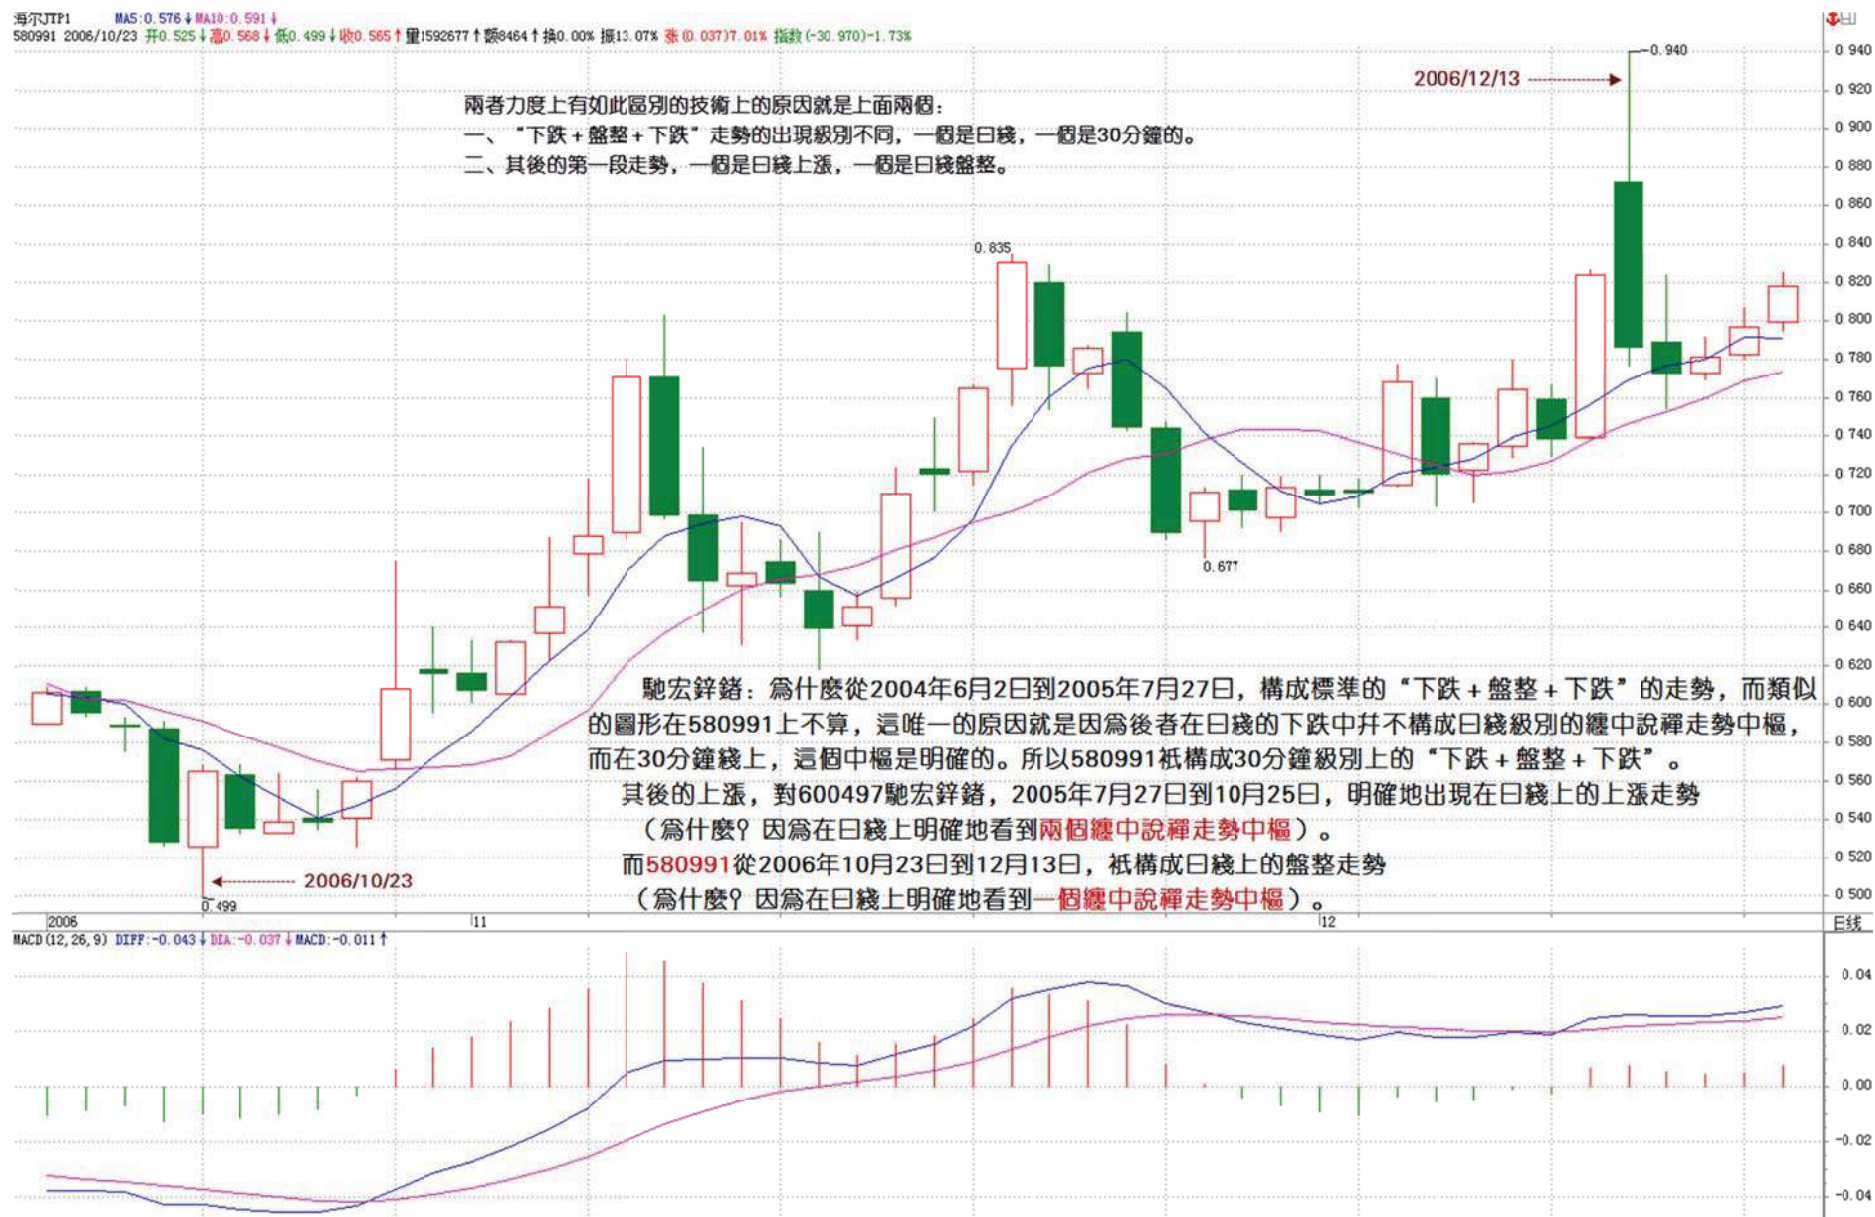 海尔JTP1 MA5:0.576↓MA10:0.591↓
580991 2006/10/23 开0.525↓高0.568↓低0.499↓收0.565↑量1592677↑额8464↑换0.00% 振13.07% 涨(0.037)7.01% 指数(-30.970)-1.73%
0.940
0.940
2006/12/13
0.920
兩者力度上有如此區別的技術上的原因就是上面兩個：
一、“下跌＋盤整＋下跌”走勢的出現級別不同，一個是日綫，一個是30分鐘的。
0.900
二、其後的第一段走勢，一個是日綫上漲，一個是日綫盤整。
0.880
0.860
0.840
0.835
0.820
0.800
0.780
0.760
0.740
0.720
0.700
0.680
0.677
0.660
0.640
0.620
0.600
馳宏鋅鍺：爲什麼從2004年6月2日到2005年7月27日，構成標準的“下跌＋盤整＋下跌”的走勢，而類似
的圖形在580991上不算，這唯一的原因就是因爲後者在日綫的下跌中并不構成日綫級別的纏中說禪走勢中樞，
0.580
而在30分鐘綫上，這個中樞是明確的。所以580991衹構成30分鐘級別上的“下跌＋盤整＋下跌”。
0.560
其後的上漲，對600497馳宏鋅鍺，2005年7月27日到10月25日，明確地出現在日綫上的上漲走勢
0.540
（爲什麼？因爲在日綫上明確地看到兩個纏中說禪走勢中樞）。
0.520
而580991從2006年10月23日到12月13日，衹構成日綫上的盤整走勢
2006/10/23
0.500
（爲什麼？因爲在日綫上明確地看到一個纏中說禪走勢中樞）。
0.499
2006 11 12 日线
MACD(12,26,9) DIFF:-0.043↓DEA:-0.037↓MACD:-0.011↑
0.04
0.02
0.00
-0.02
-0.04